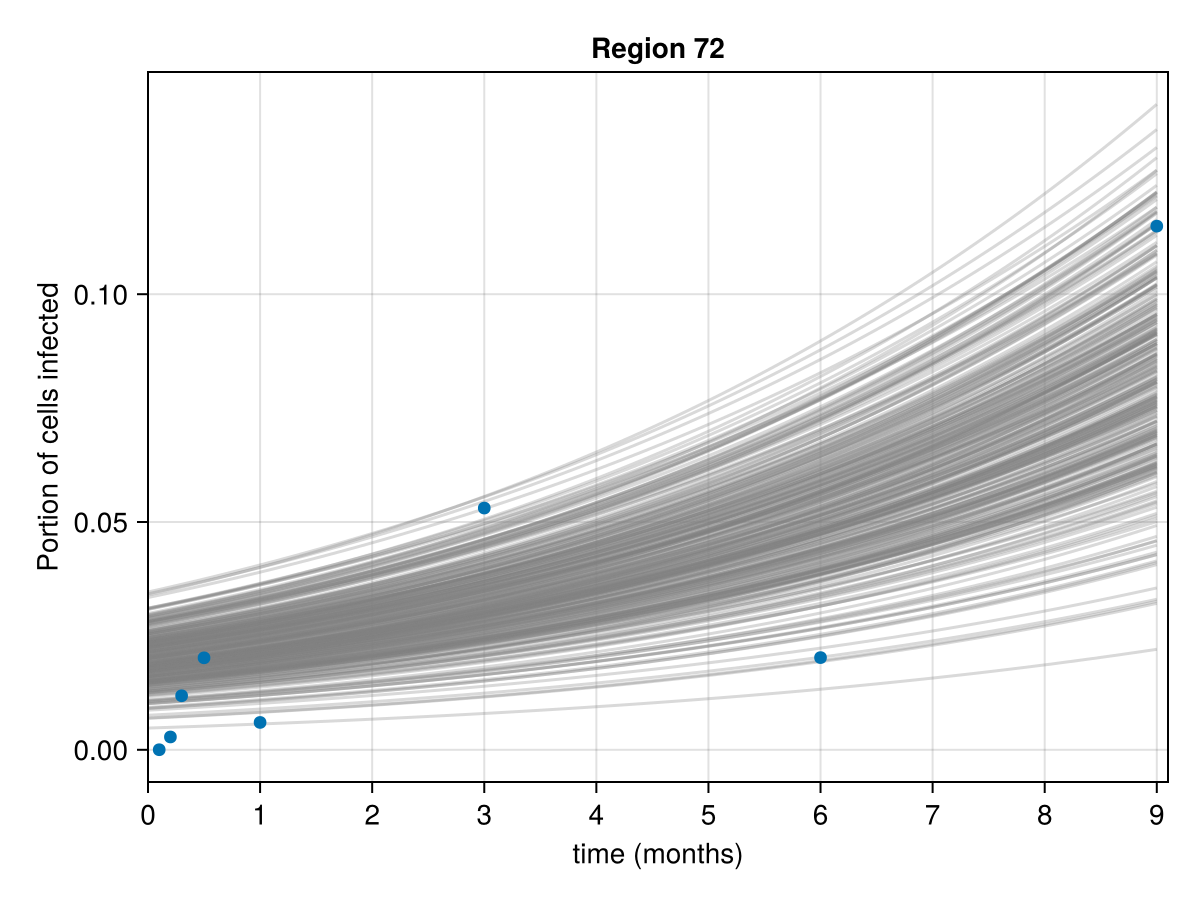 Region 72
Portion of cells infected
0.10
0.05
0.00
0 1 2 3 4 5 6 7 8 9
time (months)